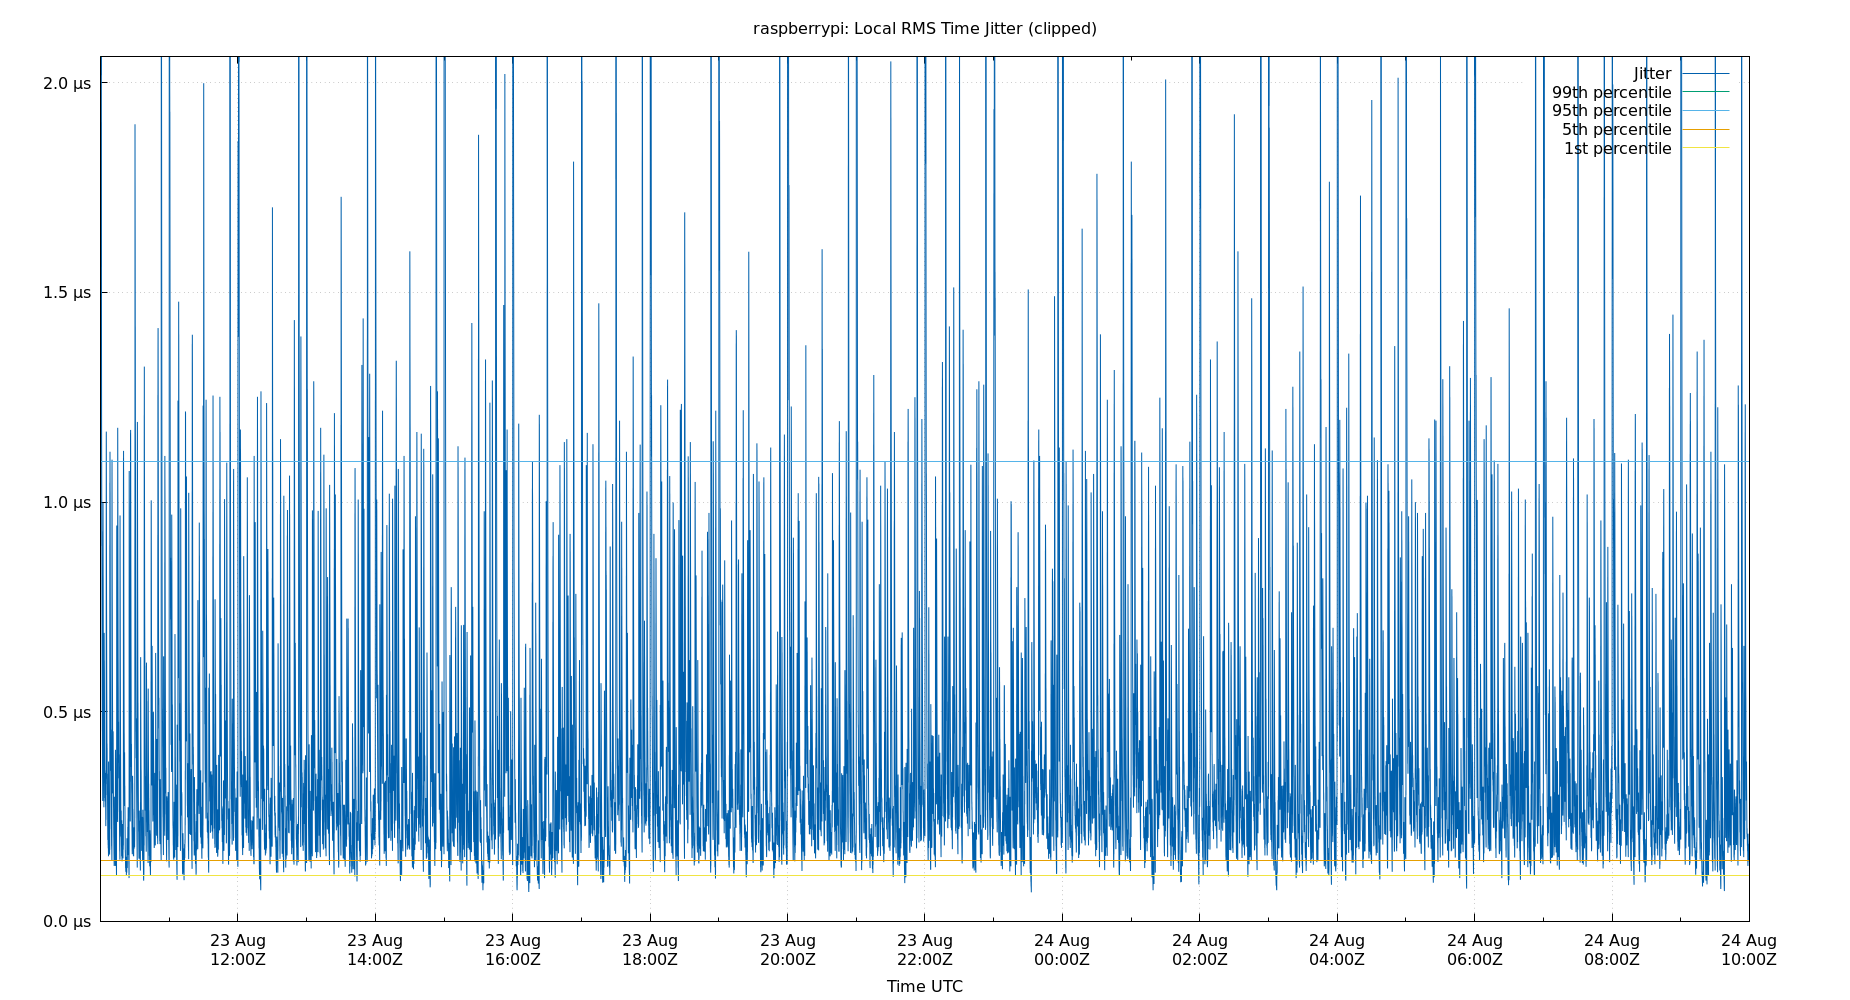 raspberrypi: Local RMS Time Jitter (clipped)
2.0 µs
1.5 µs
1.0 µs
0.5 µs
0.0 µs
Jitter
99th percentile
95th percentile
5th percentile
1st percentile
23 Aug 23 Aug 23 Aug 23 Aug 23 Aug 23 Aug 24 Aug 24 Aug 24 Aug 24 Aug 24 Aug 24 Aug
12:00Z 14:00Z 16:00Z 18:00Z 20:00Z 22:00Z 00:00Z 02:00Z 04:00Z 06:00Z 08:00Z 10:00Z
Time UTC